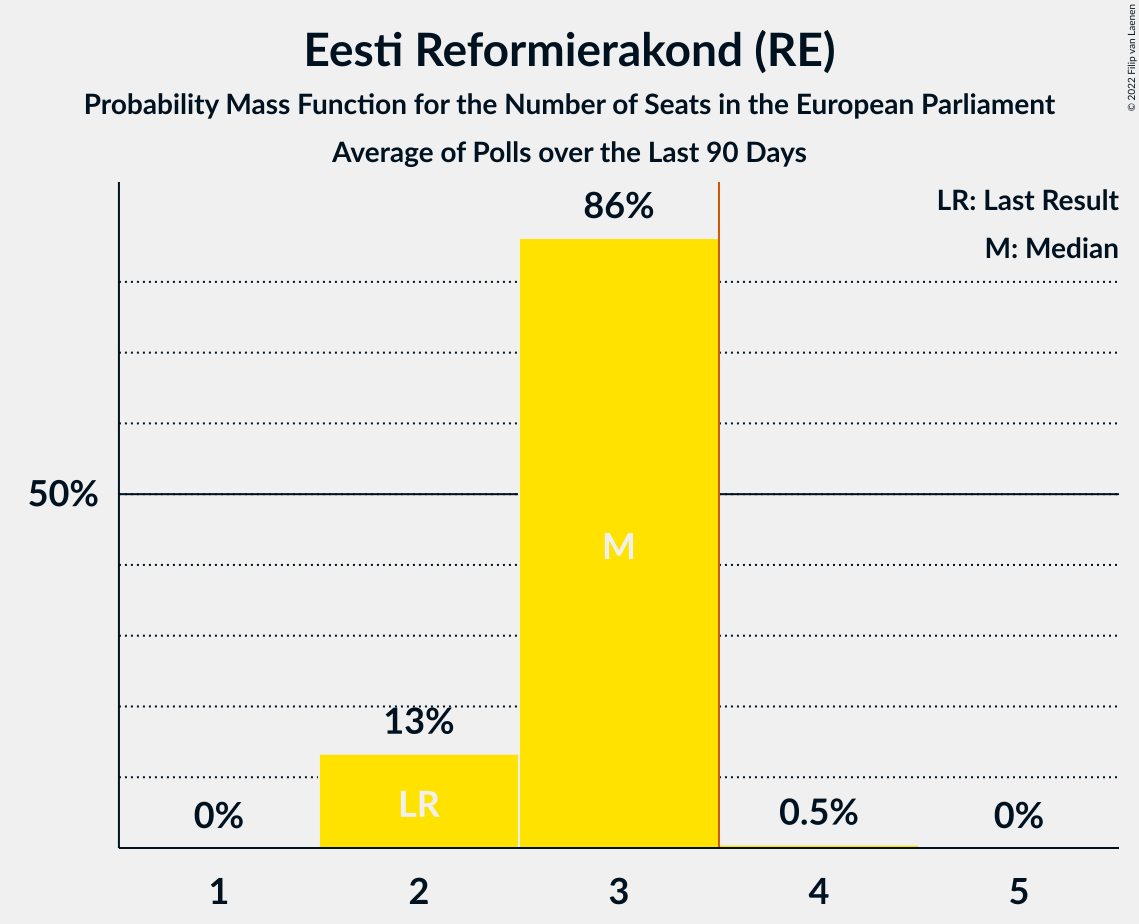 Eesti Reformierakond (RE)
Probability Mass Function for the Number of Seats in the European Parliament
Average of Polls over the Last 90 Days
© 2022 Filip van Laenen
LR: Last Result
M: Median
86%
50%
M
13%
LR
0%
0.5%
0%
1 2 3 4 5